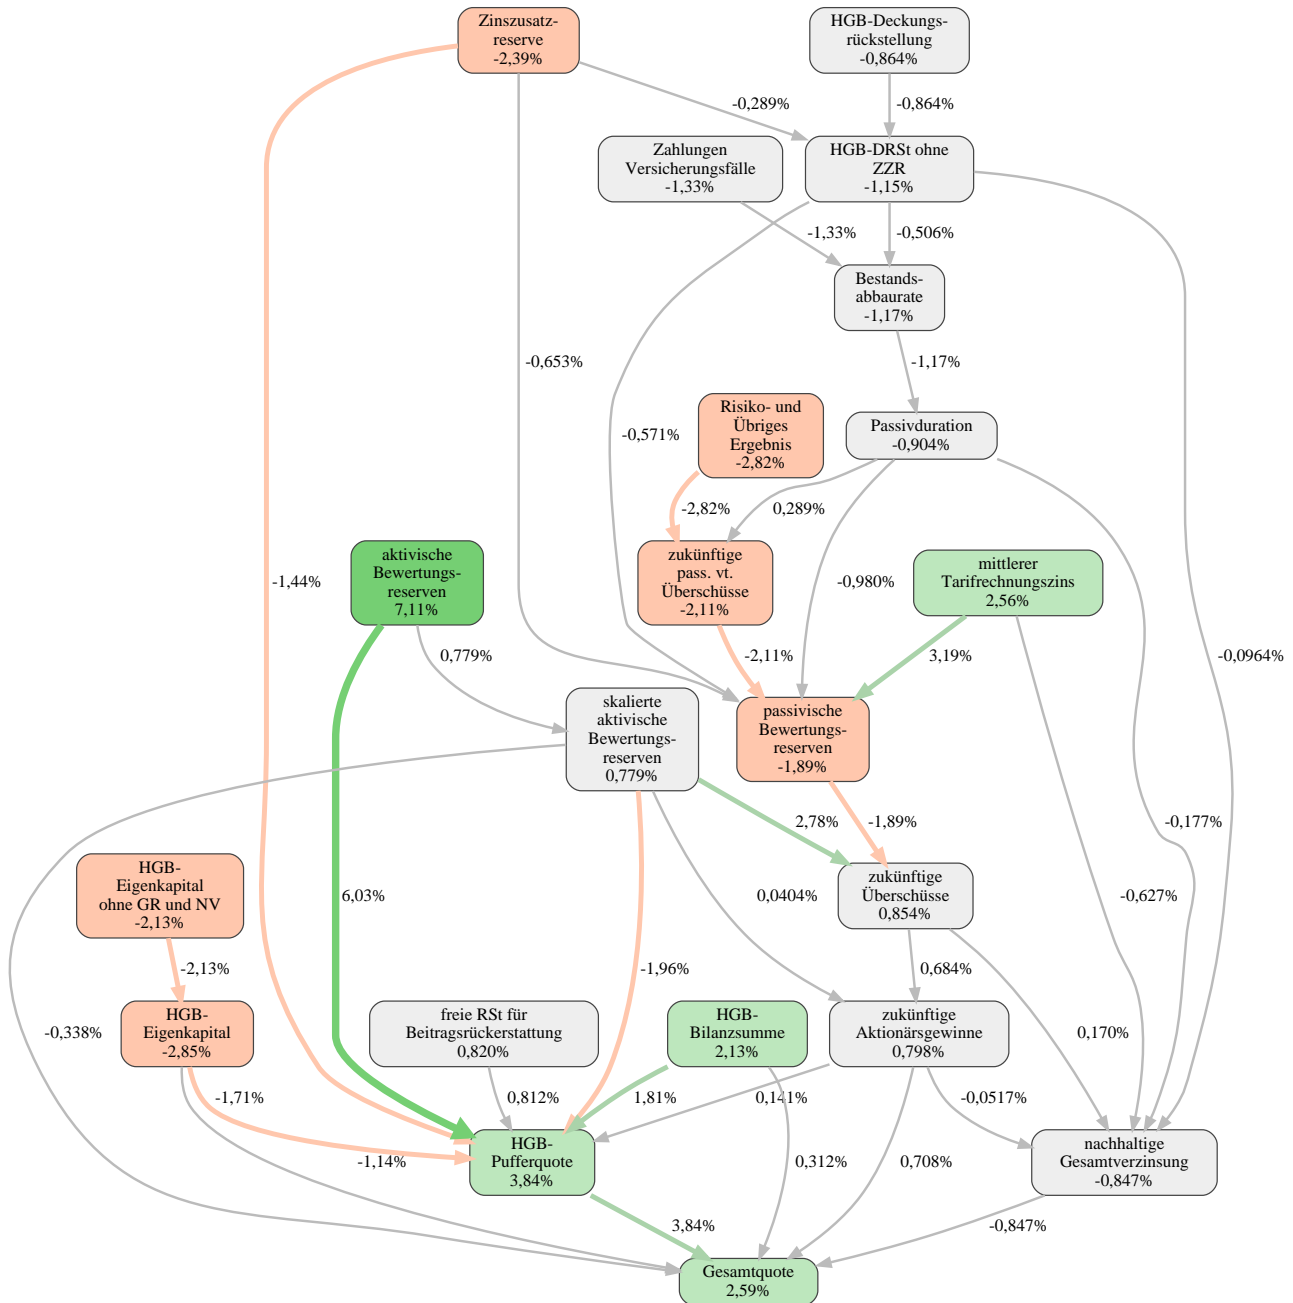 Zinszusatz-
reserve
-2,39%
HGB-Deckungs-
rückstellung
-0,864%
-0,289%
-0,864%
Zahlungen
Versicherungsfälle
-1,33%
HGB-DRSt ohne
ZZR
-1,15%
-1,33%
-0,506%
Bestands-
abbaurate
-1,17%
-0,653%
-1,17%
Risiko- und
Übriges
Ergebnis
-2,82%
Passivduration
-0,904%
-0,571%
-2,82%
0,289%
aktivische
Bewertungs-
reserven
7,11%
-1,44%
zukünftige
pass. vt.
Überschüsse
-2,11%
-0,980%
mittlerer
Tarifrechnungszins
2,56%
0,779%
-2,11%
3,19%
-0,0964%
skalierte
aktivische
Bewertungs-
reserven
0,779%
passivische
Bewertungs-
reserven
-1,89%
2,78%
-1,89%
-0,177%
HGB-
Eigenkapital
ohne GR und NV
-2,13%
6,03%
0,0404%
zukünftige
Überschüsse
0,854%
-0,627%
-2,13%
-1,96%
0,684%
HGB-
Eigenkapital
-2,85%
-0,338%
freie RSt für
Beitragsrückerstattung
0,820%
HGB-
Bilanzsumme
2,13%
zukünftige
Aktionärsgewinne
0,798%
0,170%
-1,71%
0,812%
1,81%
0,141%
-0,0517%
HGB-
Pufferquote
3,84%
-1,14%
0,312%
0,708%
nachhaltige
Gesamtverzinsung
-0,847%
3,84%
-0,847%
Gesamtquote
2,59%